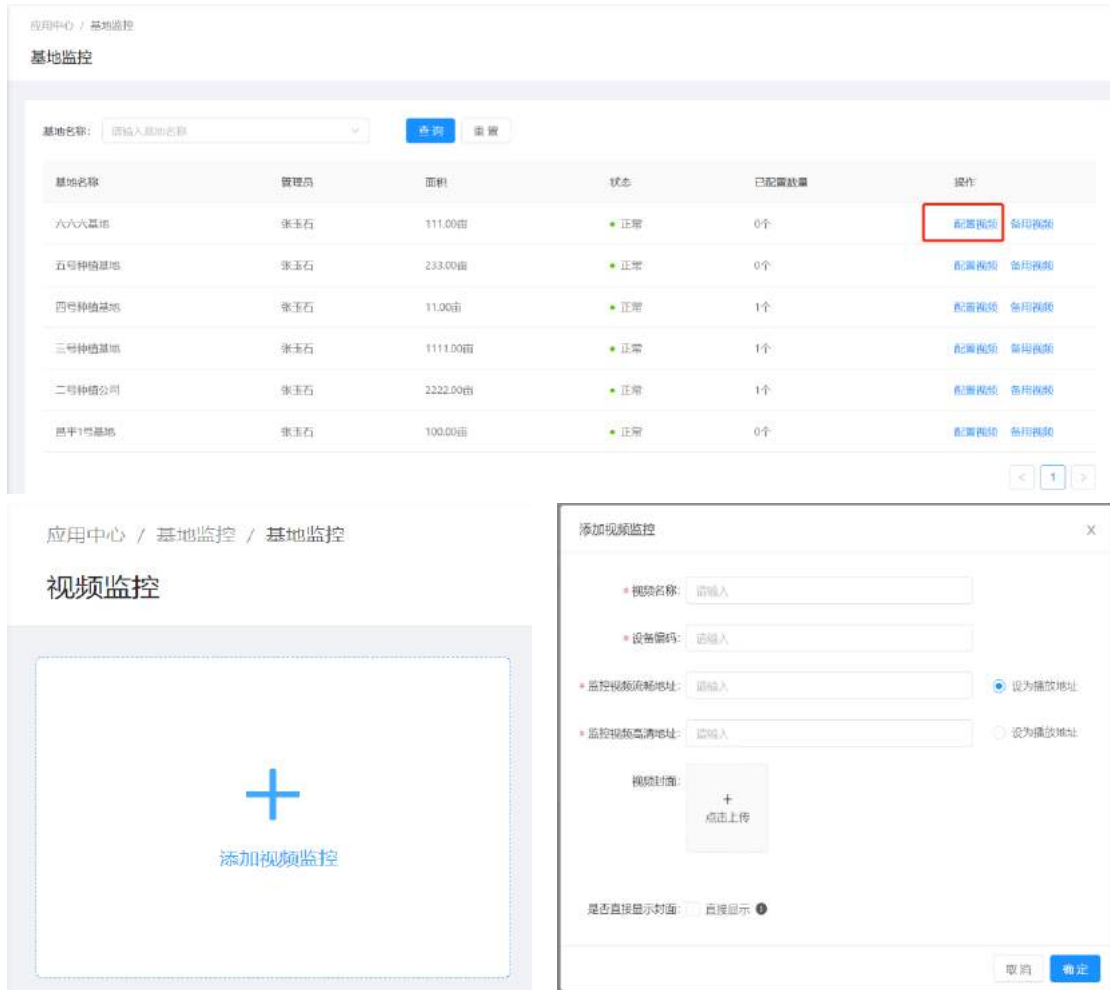 应用中心 / 基地监控
基地监控
基地名称: 请输入基地名称 查 询 重 置
基地名称 管理员 面积 状态 已配置数量 操作
六六六基地 张玉石 111.00亩 正常 0个 配置视频 备用视频
五号种植基地 张玉石 233.00亩 正常 0个 配置视频 备用视频
四号种植基地 张玉石 11.00亩 正常 1个 配置视频 备用视频
三号种植基地 张玉石 1111.00亩 正常 1个 配置视频 备用视频
二号种植公司 张玉石 2222.00亩 正常 1个 配置视频 备用视频
昌平1号基地 张玉石 100.00亩 正常 0个 配置视频 备用视频
< 1 >
应用中心 / 基地监控 / 基地监控
视频监控
添加视频监控
添加视频监控 X
* 视频名称: 请输入
* 设备编码: 请输入
* 监控视频流畅地址: 请输入 设为播放地址
* 监控视频高清地址: 请输入 设为播放地址
视频封面:
+
点击上传
是否直接显示封面: 直接显示
取 消 确 定